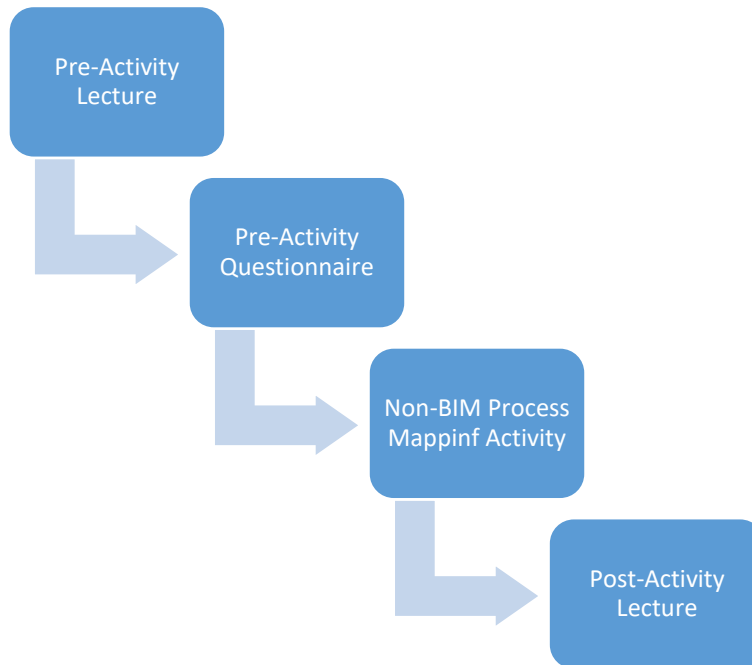 Pre-Activity
Lecture
Pre-Activity
Questionnaire
Non-BIM Process
Mappinf Activity
Post-Activity
Lecture